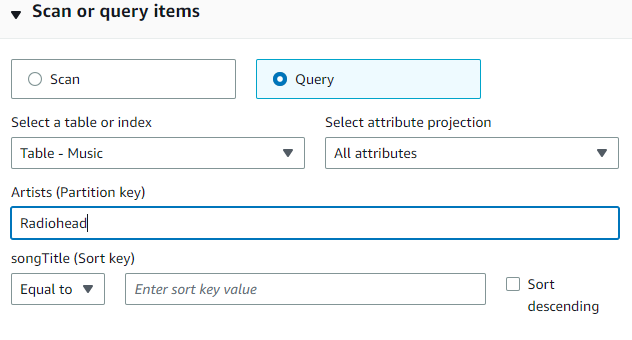 Scan or query items
Scan
Query
Select a table or index
Select attribute projection
Table - Music
All attributes
Artists (Partition key)
Radiohead
songTitle (Sort key)
Equal to
Enter sort key value
Sort
descending